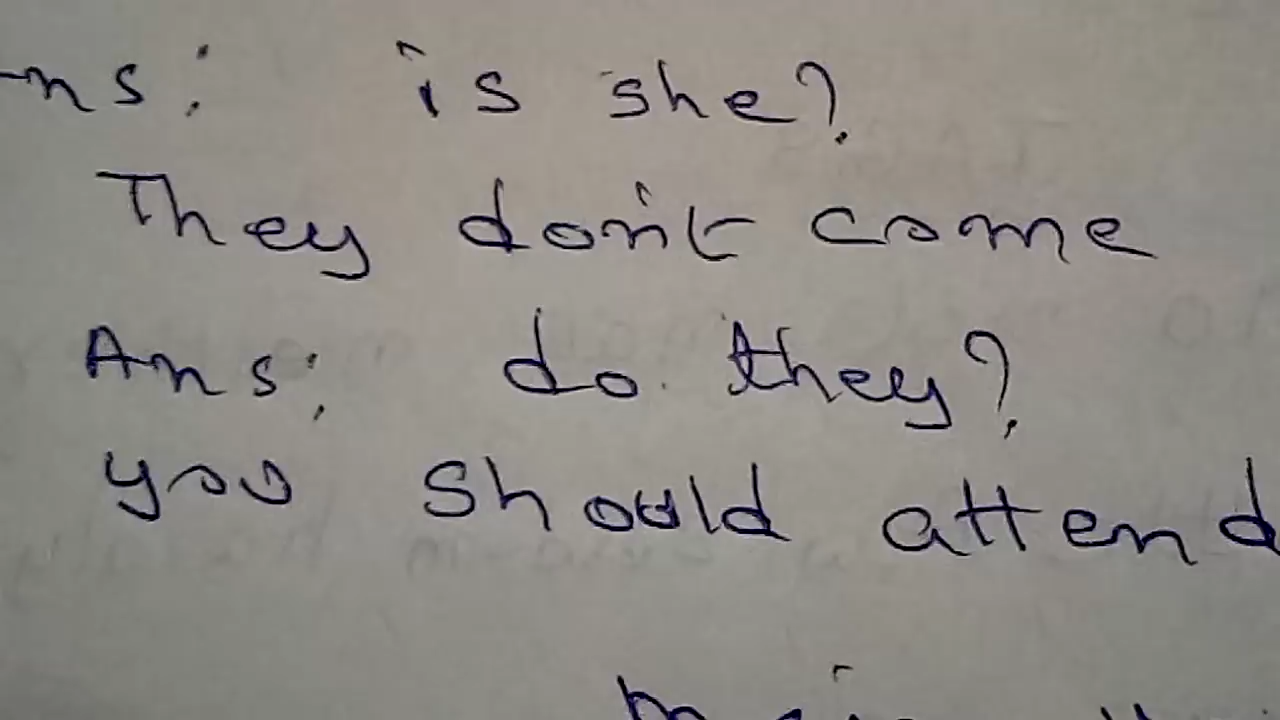 ns: is she?
They don't come
Ans: do they?
you should attend